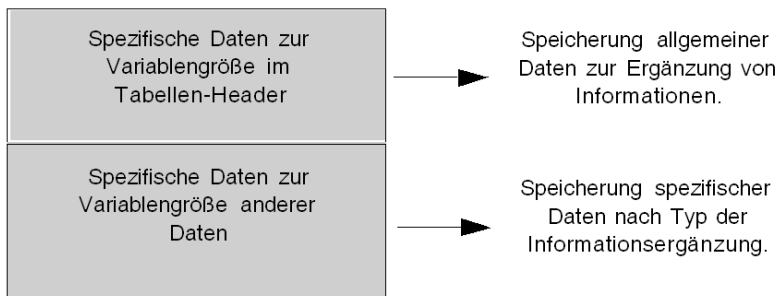 Spezifische Daten zur
Variablengröße im
Tabellen-Header
Speicherung allgemeiner
Daten zur Ergänzung von
Informationen.
Spezifische Daten zur
Variablengröße anderer
Daten
Speicherung spezifischer
Daten nach Typ der
Informationsergänzung.